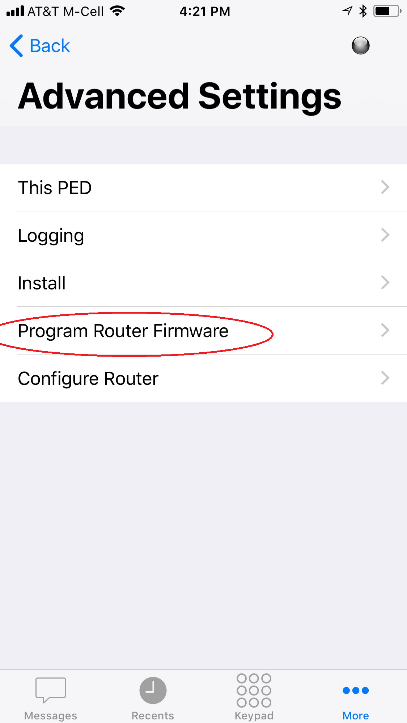 AT&T M-Cell 4:21 PM
Back
Advanced Settings
This PED
Logging
Install
Program Router Firmware
Configure Router
Messages Recents Keypad More